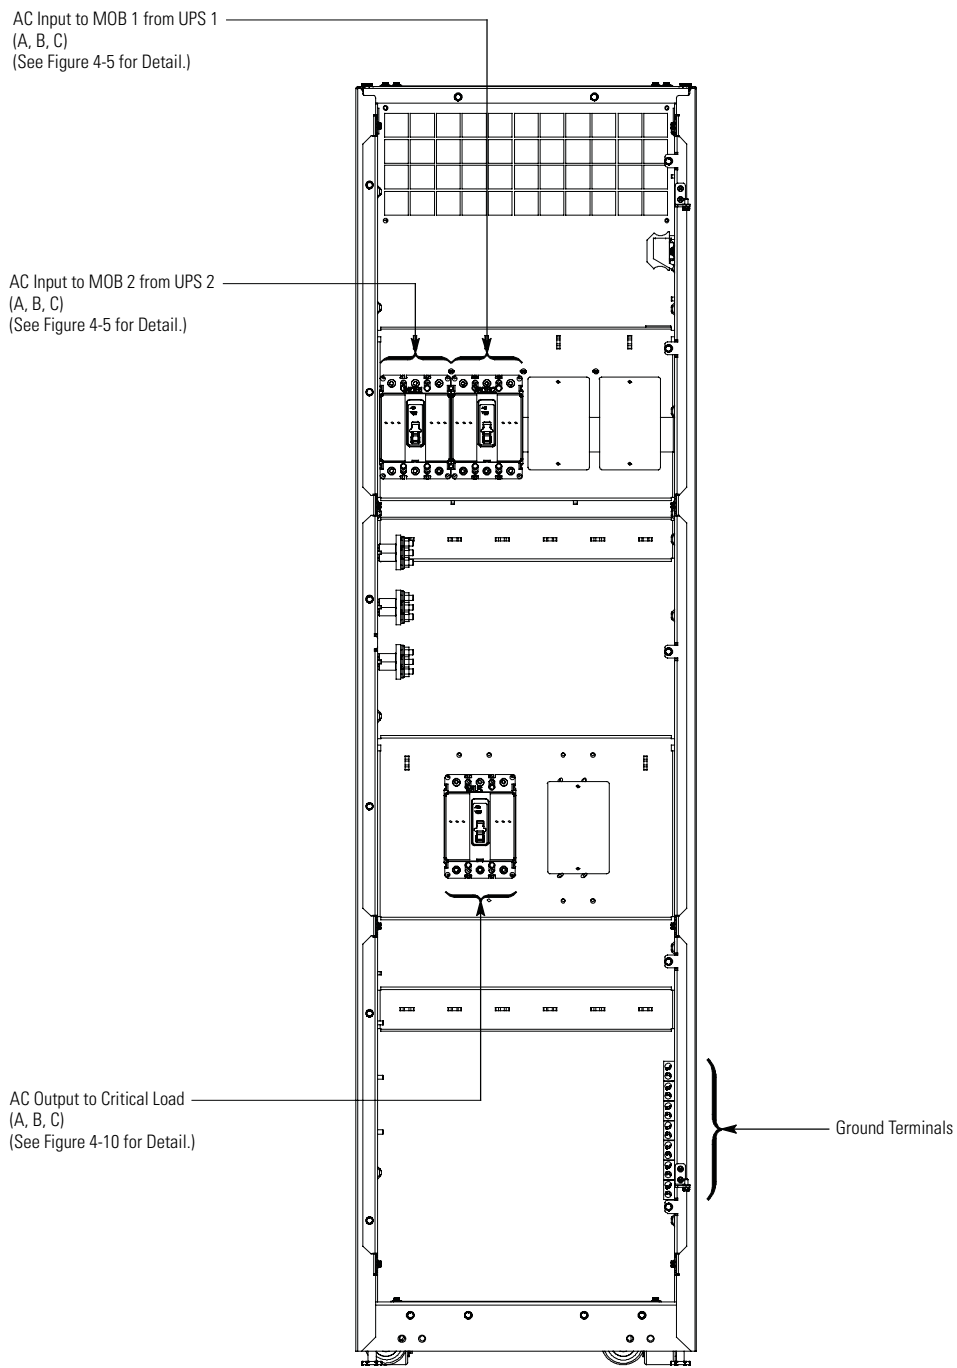 AC Input to MOB 1 from UPS 1
(A, B, C)
(See Figure 4-5 for Detail.)
AC Input to MOB 2 from UPS 2
(A, B, C)
(See Figure 4-5 for Detail.)
AC Output to Critical Load
(A, B, C)
(See Figure 4-10 for Detail.)
Ground Terminals